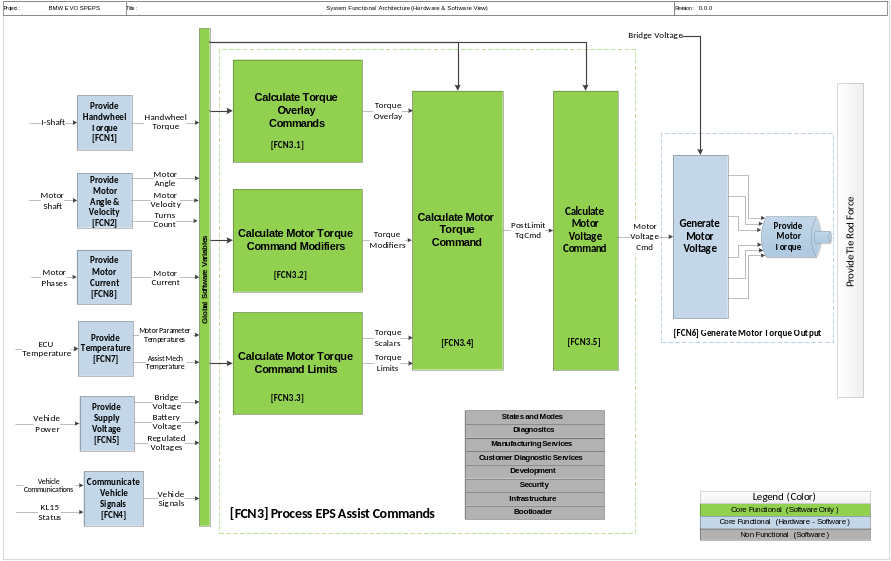 Project: BMW EVO SPEPS Title: System Functional Architecture (Hardware & Software View) Revision: 0.0.0
Bridge Voltage
I-Shaft
Provide
Handwheel
Torque
[FCN1]
Handwheel
Torque
Motor
Shaft
Provide
Motor
Angle &
Velocity
[FCN2]
Motor
Angle
Motor
Velocity
Turns
Count
Motor
Phases
Provide
Motor
Current
[FCN8]
Motor
Current
ECU
Temperature
Provide
Temperature
[FCN7]
Motor Parameter
Temperatures
Assist Mech
Temperature
Vehicle
Power
Provide
Supply
Voltage
[FCN5]
Bridge
Voltage
Battery
Voltage
Regulated
Voltages
Vehicle
Communications
KL15
Status
Communicate
Vehicle
Signals
[FCN4]
Vehicle
Signals
Global Software Variables
Calculate Torque
Overlay
Commands
[FCN3.1]
Torque
Overlay
Calculate Motor Torque
Command Modifiers
[FCN3.2]
Torque
Modifiers
Calculate Motor Torque
Command Limits
[FCN3.3]
Torque
Scalars
Torque
Limits
Calculate Motor
Torque
Command
[FCN3.4]
PostLimit
TqCmd
Calculate
Motor
Voltage
Command
[FCN3.5]
Motor
Voltage
Cmd
Generate
Motor
Voltage
Provide
Motor
Torque
[FCN6] Generate Motor Torque Output
Provide Tie Rod Force
States and Modes
Diagnositcs
Manufacturing Services
Customer Diagnostic Services
Development
Security
Infrastructure
Bootloader
[FCN3] Process EPS Assist Commands
Legend (Color)
Core Functional (Software Only)
Core Functional (Hardware - Software)
Non Functional (Software)